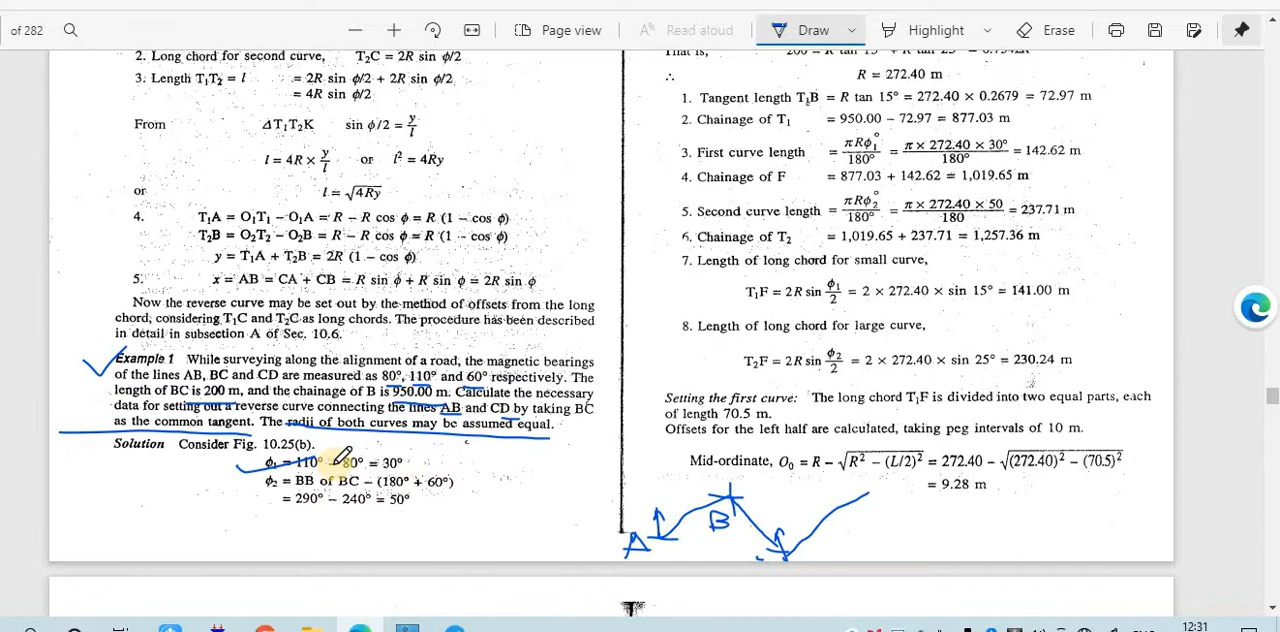 of 282
Page view
Read aloud
Draw
Highlight
Erase
2. Long chord for second curve, T₂C = 2R sin φ/2
3. Length T₁T₂ = l = 2R sin φ/2 + 2R sin φ/2
= 4R sin φ/2
From ΔT₁T₂K sin φ/2 = y/l
l = 4R × y/l or l² = 4Ry
or l = √4Ry
4. T₁A = O₁T₁ − O₁A = R − R cos φ = R (1 − cos φ)
T₂B = O₂T₂ − O₂B = R − R cos φ = R (1 − cos φ)
y = T₁A + T₂B = 2R (1 − cos φ)
5. x = AB = CA + CB = R sin φ + R sin φ = 2R sin φ
Now the reverse curve may be set out by the method of offsets from the long
chord, considering T₁C and T₂C as long chords. The procedure has been described
in detail in subsection A of Sec. 10.6.
Example 1 While surveying along the alignment of a road, the magnetic bearings
of the lines AB, BC and CD are measured as 80°, 110° and 60° respectively. The
length of BC is 200 m, and the chainage of B is 950.00 m. Calculate the necessary
data for setting out a reverse curve connecting the lines AB and CD by taking BC
as the common tangent. The radii of both curves may be assumed equal.
Solution Consider Fig. 10.25(b).
φ₁ = 110° − 80° = 30°
φ₂ = BB of BC − (180° + 60°)
= 290° − 240° = 50°
That is,
∴ R = 272.40 m
1. Tangent length T₁B = R tan 15° = 272.40 × 0.2679 = 72.97 m
2. Chainage of T₁ = 950.00 − 72.97 = 877.03 m
3. First curve length = πRφ₁°/180° = π × 272.40 × 30°/180° = 142.62 m
4. Chainage of F = 877.03 + 142.62 = 1,019.65 m
5. Second curve length = πRφ₂°/180° = π × 272.40 × 50/180 = 237.71 m
6. Chainage of T₂ = 1,019.65 + 237.71 = 1,257.36 m
7. Length of long chord for small curve,
T₁F = 2R sin φ₁/2 = 2 × 272.40 × sin 15° = 141.00 m
8. Length of long chord for large curve,
T₂F = 2R sin φ₂/2 = 2 × 272.40 × sin 25° = 230.24 m
Setting the first curve: The long chord T₁F is divided into two equal parts, each
of length 70.5 m.
Offsets for the left half are calculated, taking peg intervals of 10 m.
Mid-ordinate, O₀ = R − √R² − (L/2)² = 272.40 − √(272.40)² − (70.5)²
= 9.28 m
A
B
12:31